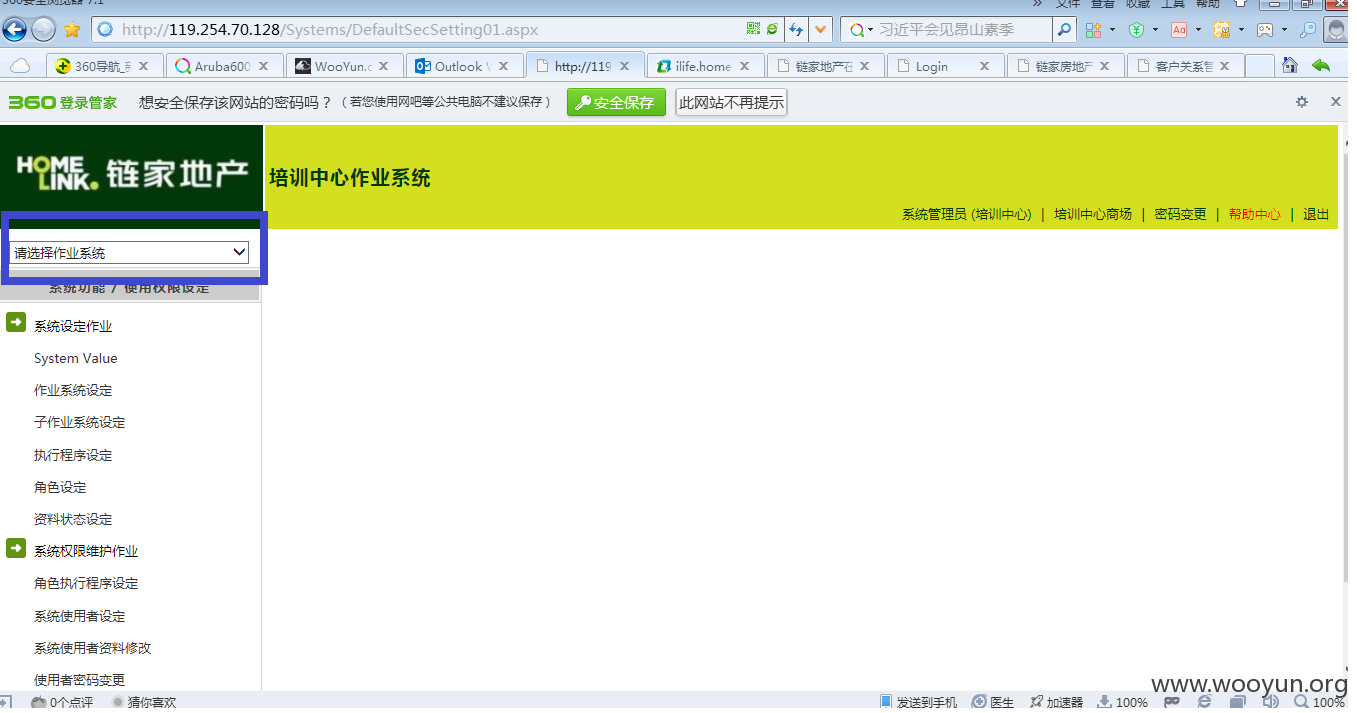 360安全浏览器 7.1 » 文件 查看 收藏 工具 帮助
http://119.254.70.128/Systems/DefaultSecSetting01.aspx 习近平会见昂山素季
360导航_ Aruba600 WooYun.c Outlook http://119 ilife.home 链家地产在 Login 链家房地产 客户关系管
360登录管家 想安全保存该网站的密码吗？（若您使用网吧等公共电脑不建议保存） 安全保存 此网站不再提示
HOME LINK. 链家地产
培训中心作业系统
系统管理员 (培训中心) | 培训中心商场 | 密码变更 | 帮助中心 | 退出
请选择作业系统
系统功能 / 使用权限设定
系统设定作业
System Value
作业系统设定
子作业系统设定
执行程序设定
角色设定
资料状态设定
系统权限维护作业
角色执行程序设定
系统使用者设定
系统使用者资料修改
使用者密码变更
www.wooyun.org
0个点评 猜你喜欢 发送到手机 医生 加速器 100% 100%